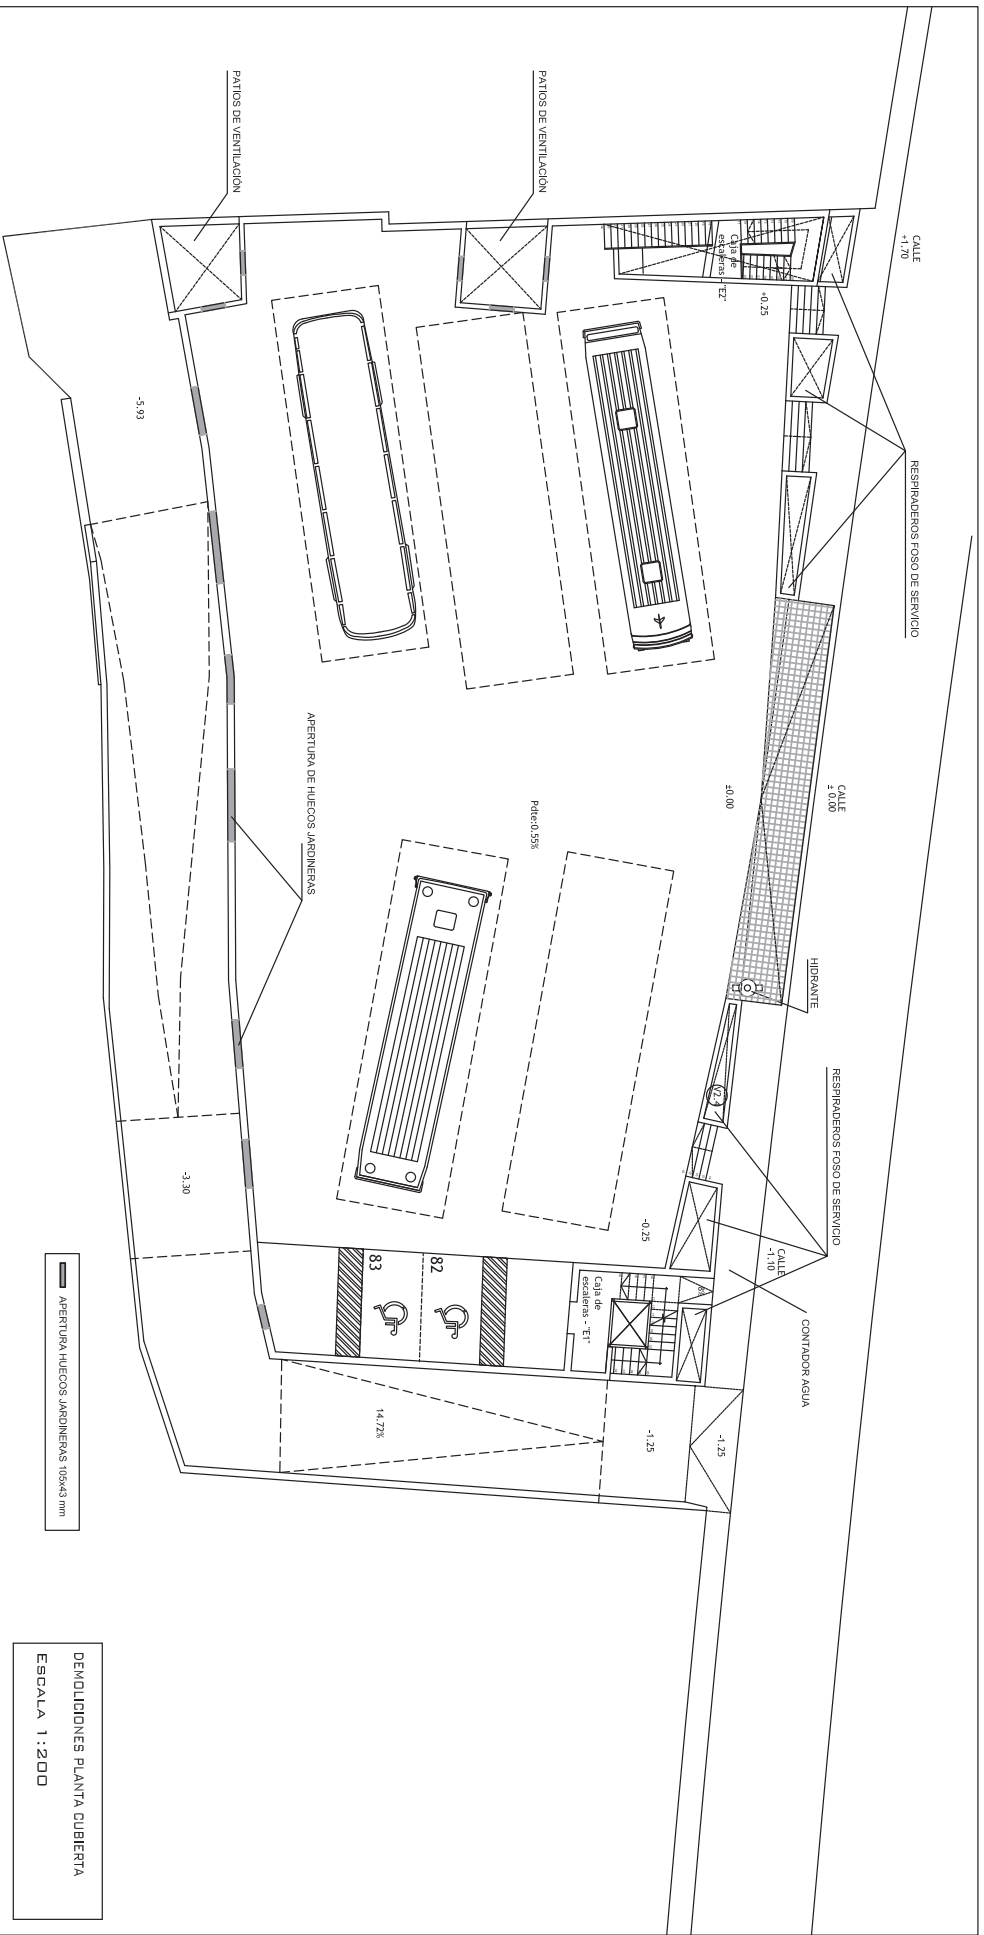 CALLE
+1.70
PATIOS DE VENTILACIÓN
PATIOS DE VENTILACIÓN
Caja de
escaleras - "E2"
+0.25
RESPIRADEROS FOSO DE SERVICIO
-5.93
CALLE
± 0.00
±0.00
Pdte:0.55%
APERTURA DE HUECOS JARDINERAS
HIDRANTE
V2.4
RESPIRADEROS FOSO DE SERVICIO
-3.30
-0.25
CALLE
-1.10
CONTADOR AGUA
Caja de
escaleras - "E1"
82
83
14.72%
-1.25
-1.25
APERTURA HUECOS JARDINERAS 105x43 mm
DEMOLICIONES PLANTA CUBIERTA
ESCALA 1:200